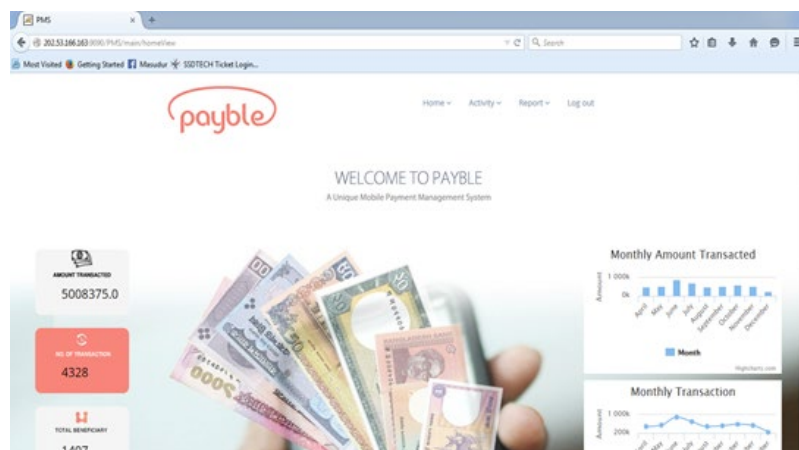 PMS
202.53.166.163:9090/PMS/main/homeView
Search
Most Visited Getting Started Masudur SSDTECH Ticket Login...
payble
Home Activity Report Log out
WELCOME TO PAYBLE
A Unique Mobile Payment Management System
AMOUNT TRANSACTED
5008375.0
NO. OF TRANSACTION
4328
TOTAL BENEFICIARY
1407
Monthly Amount Transacted
Amount
1 000k
0k
April May June July August September October November December
Month
Highcharts.com
Monthly Transaction
Amount
1 000k
200k